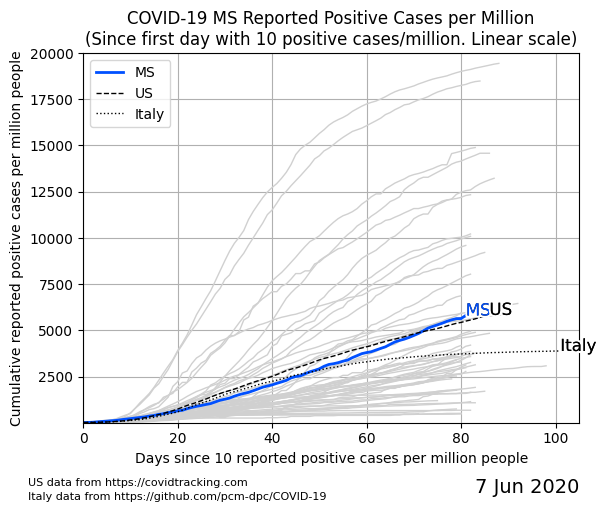 COVID-19 MS Reported Positive Cases per Million
(Since first day with 10 positive cases/million. Linear scale)
Cumulative reported positive cases per million people
20000
17500
15000
12500
10000
7500
5000
2500
MS
US
Italy
MS
US
Italy
0
20
40
60
80
100
Days since 10 reported positive cases per million people
US data from https://covidtracking.com
Italy data from https://github.com/pcm-dpc/COVID-19
7 Jun 2020